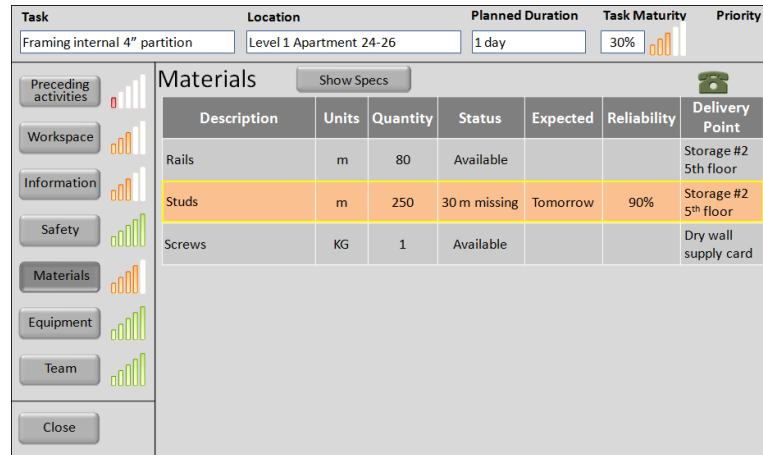 Task Location Planned Duration Task Maturity Priority
Framing internal 4” partition Level 1 Apartment 24-26 1 day 30%
Preceding
activities
Workspace
Information
Safety
Materials
Equipment
Team
Close
Materials Show Specs
Description Units Quantity Status Expected Reliability Delivery
Point
Rails m 80 Available Storage #2
5th floor
Studs m 250 30 m missing Tomorrow 90% Storage #2
5th floor
Screws KG 1 Available Dry wall
supply card